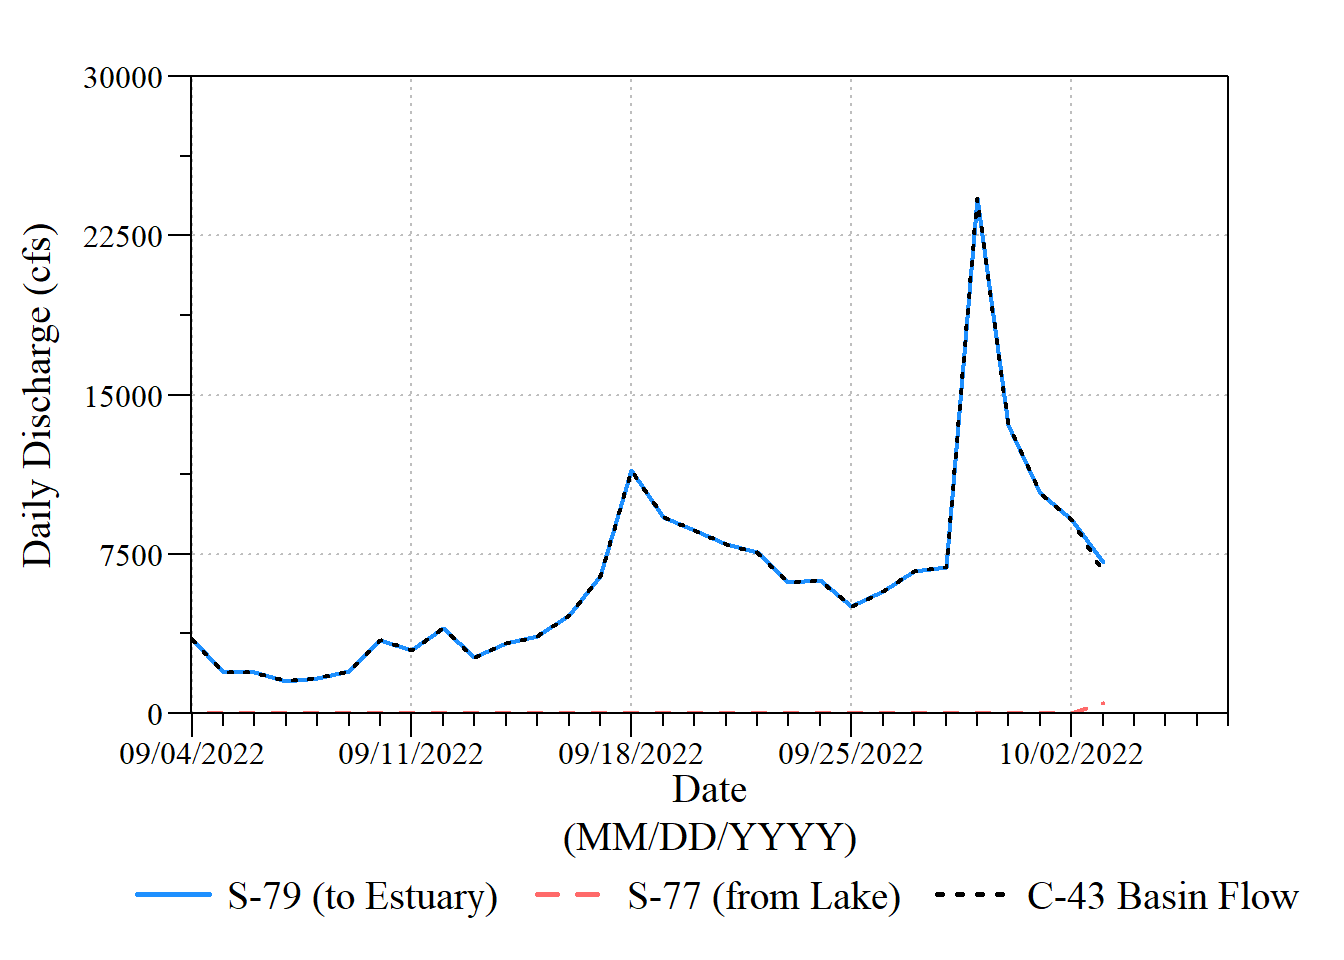 30000
22500
15000
7500
0
Daily Discharge (cfs)
09/04/2022 09/11/2022 09/18/2022 09/25/2022 10/02/2022
Date
(MM/DD/YYYY)
S-79 (to Estuary) S-77 (from Lake) C-43 Basin Flow